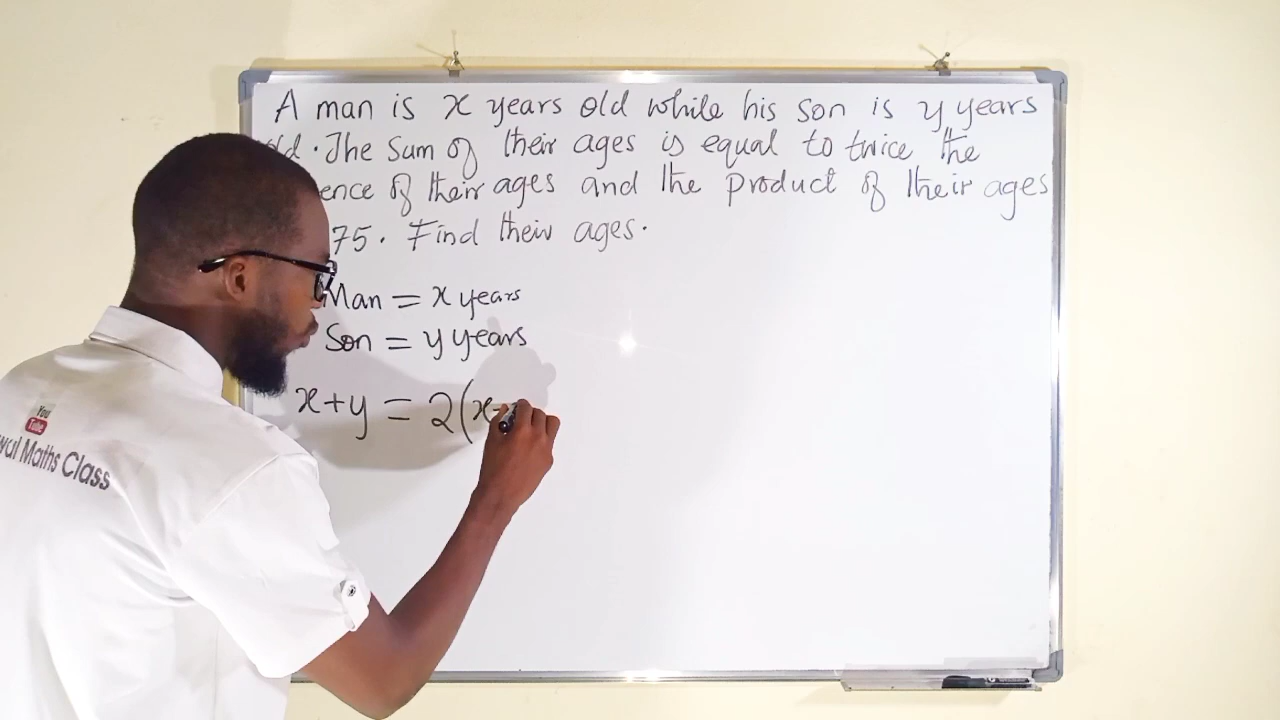 A man is x years old while his son is y years
. The sum of their ages is equal to twice the
of their ages and the product of their ages
75. Find their ages.
Man = x years
Son = y years
x+y = 2(x-
You
Tube
Maths Class